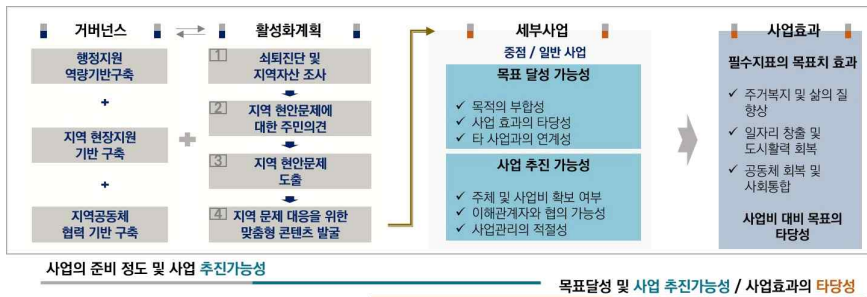 거버넌스
행정지원
역량기반구축
+
지역 현장지원
기반 구축
+
지역공동체
협력 기반 구축
활성화계획
1
쇠퇴진단 및
지역자산 조사
2
지역 현안문제에
대한 주민의견
3
지역 현안문제
도출
4
지역 문제 대응을 위한
맞춤형 콘텐츠 발굴
세부사업
중점 / 일반 사업
목표 달성 가능성
✓ 목적의 부합성
✓ 사업 효과의 타당성
✓ 타 사업과의 연계성
사업 추진 가능성
✓ 주체 및 사업비 확보 여부
✓ 이해관계자와 협의 가능성
✓ 사업관리의 적절성
사업효과
필수지표의 목표치 효과
✓ 주거복지 및 삶의 질
향상
✓ 일자리 창출 및
도시활력 회복
✓ 공동체 회복 및
사회통합
사업비 대비 목표의
타당성
사업의 준비 정도 및 사업 추진가능성
목표달성 및 사업 추진가능성 / 사업효과의 타당성